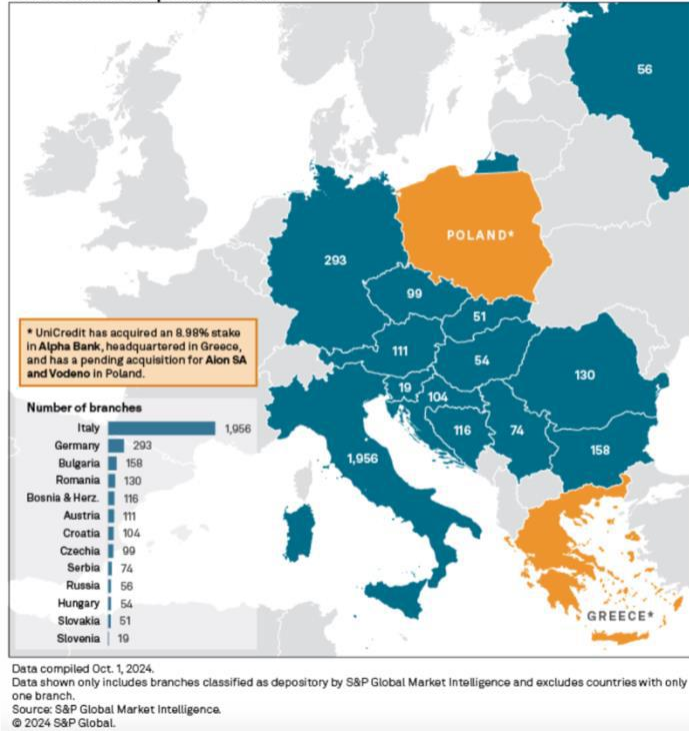 56
POLAND*
293
99
51
111
54
130
19
104
116
74
158
1,956
GREECE*
* UniCredit has acquired an 8.98% stake
in Alpha Bank, headquartered in Greece,
and has a pending acquisition for Aion SA
and Vodeno in Poland.
Number of branches
Italy 1,956
Germany 293
Bulgaria 158
Romania 130
Bosnia & Herz. 116
Austria 111
Croatia 104
Czechia 99
Serbia 74
Russia 56
Hungary 54
Slovakia 51
Slovenia 19
Data compiled Oct. 1, 2024.
Data shown only includes branches classified as depository by S&P Global Market Intelligence and excludes countries with only
one branch.
Source: S&P Global Market Intelligence.
© 2024 S&P Global.